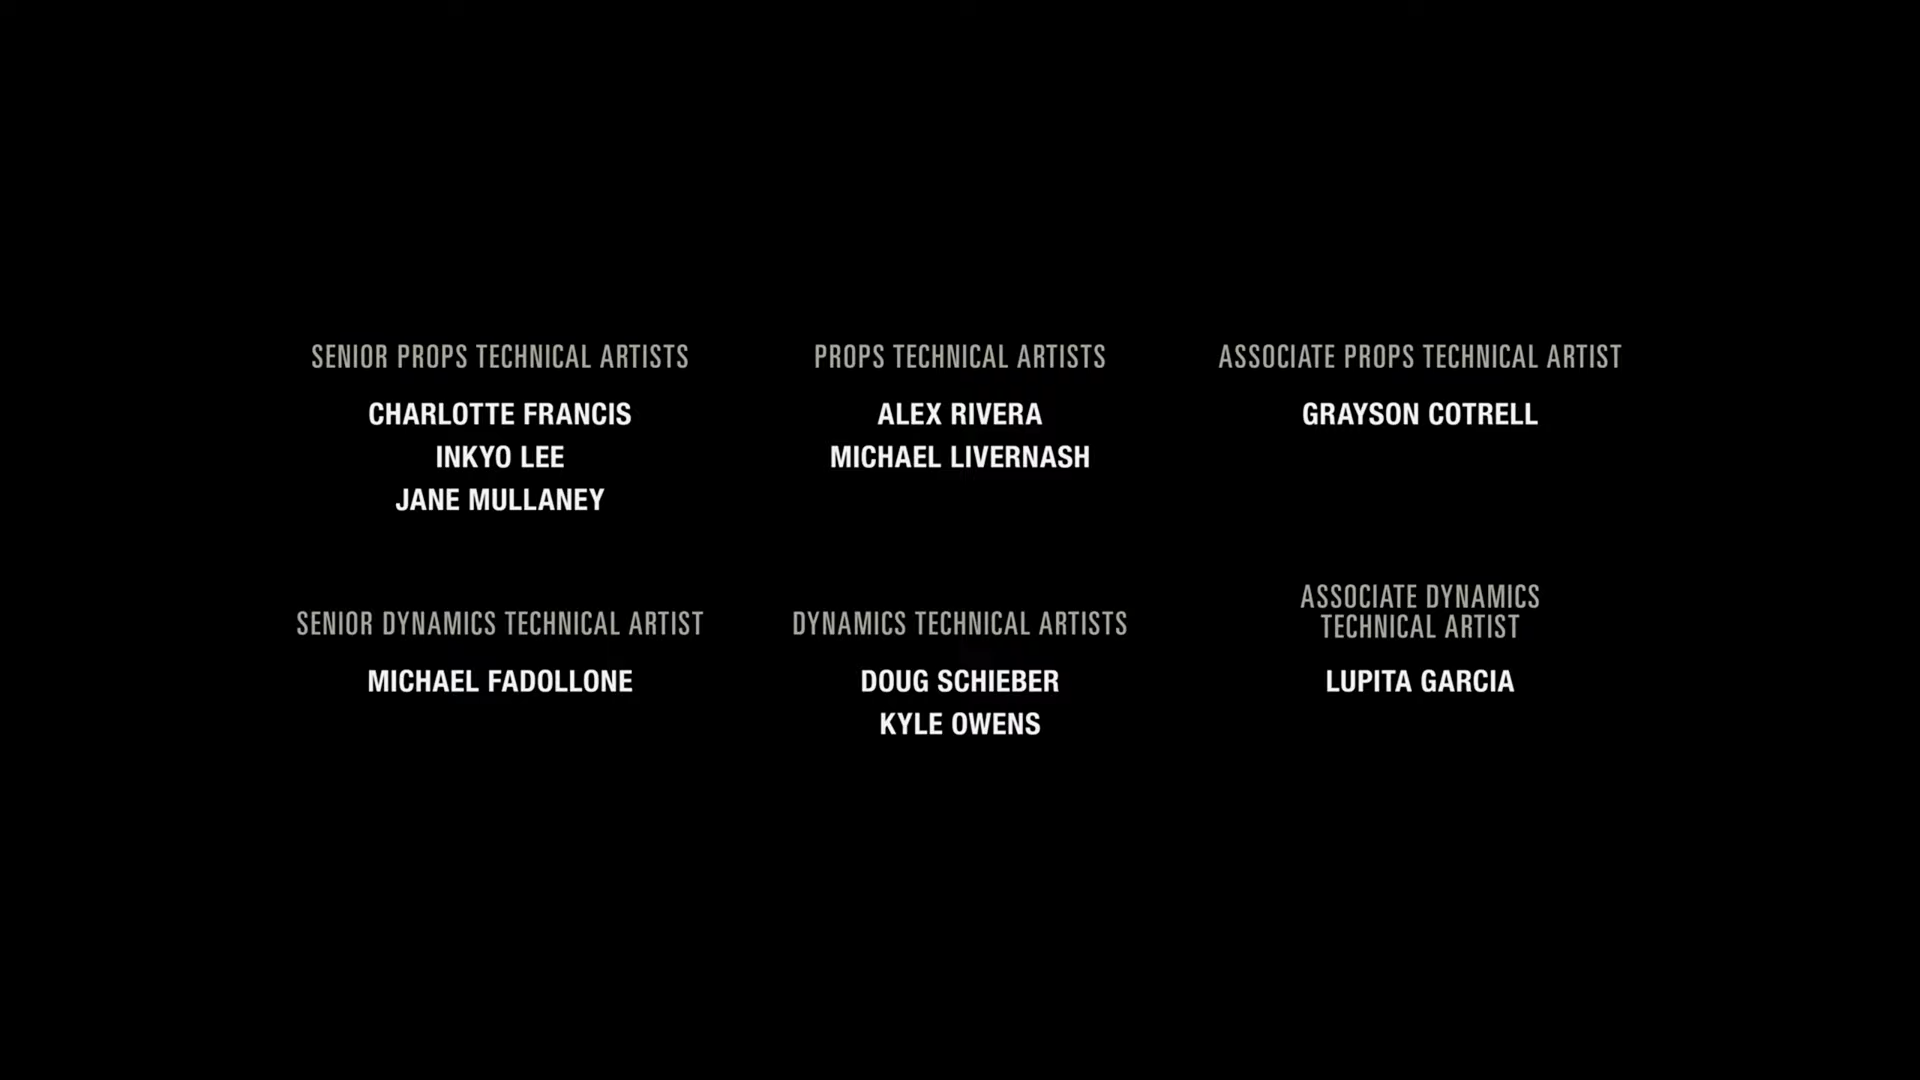 SENIOR PROPS TECHNICAL ARTISTS
CHARLOTTE FRANCIS
INKYO LEE
JANE MULLANEY
PROPS TECHNICAL ARTISTS
ALEX RIVERA
MICHAEL LIVERNASH
ASSOCIATE PROPS TECHNICAL ARTIST
GRAYSON COTRELL
SENIOR DYNAMICS TECHNICAL ARTIST
MICHAEL FADOLLONE
DYNAMICS TECHNICAL ARTISTS
DOUG SCHIEBER
KYLE OWENS
ASSOCIATE DYNAMICS
TECHNICAL ARTIST
LUPITA GARCIA